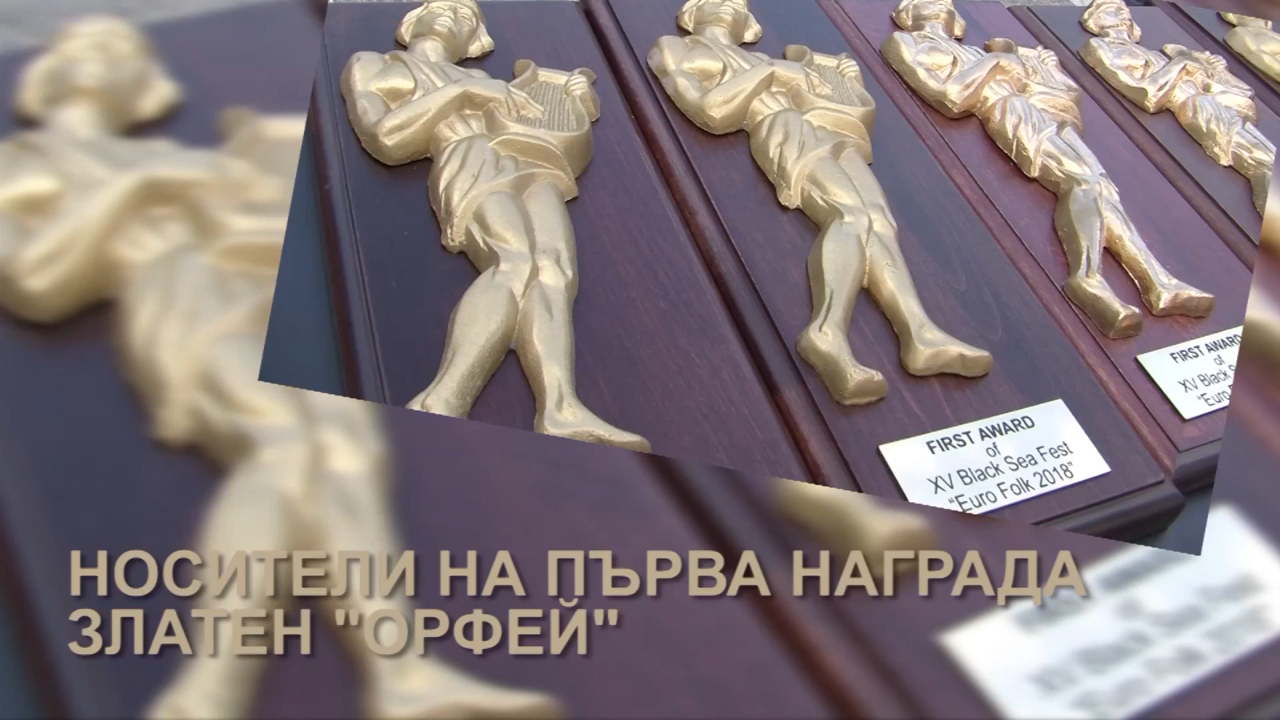 FIRST AWARD
of
XV Black Sea Fest
"Euro Folk 2018"
FIRST AWARD
of
XV Black
"Euro
НОСИТЕЛИ НА ПЪРВА НАГРАДА
ЗЛАТЕН "ОРФЕЙ"